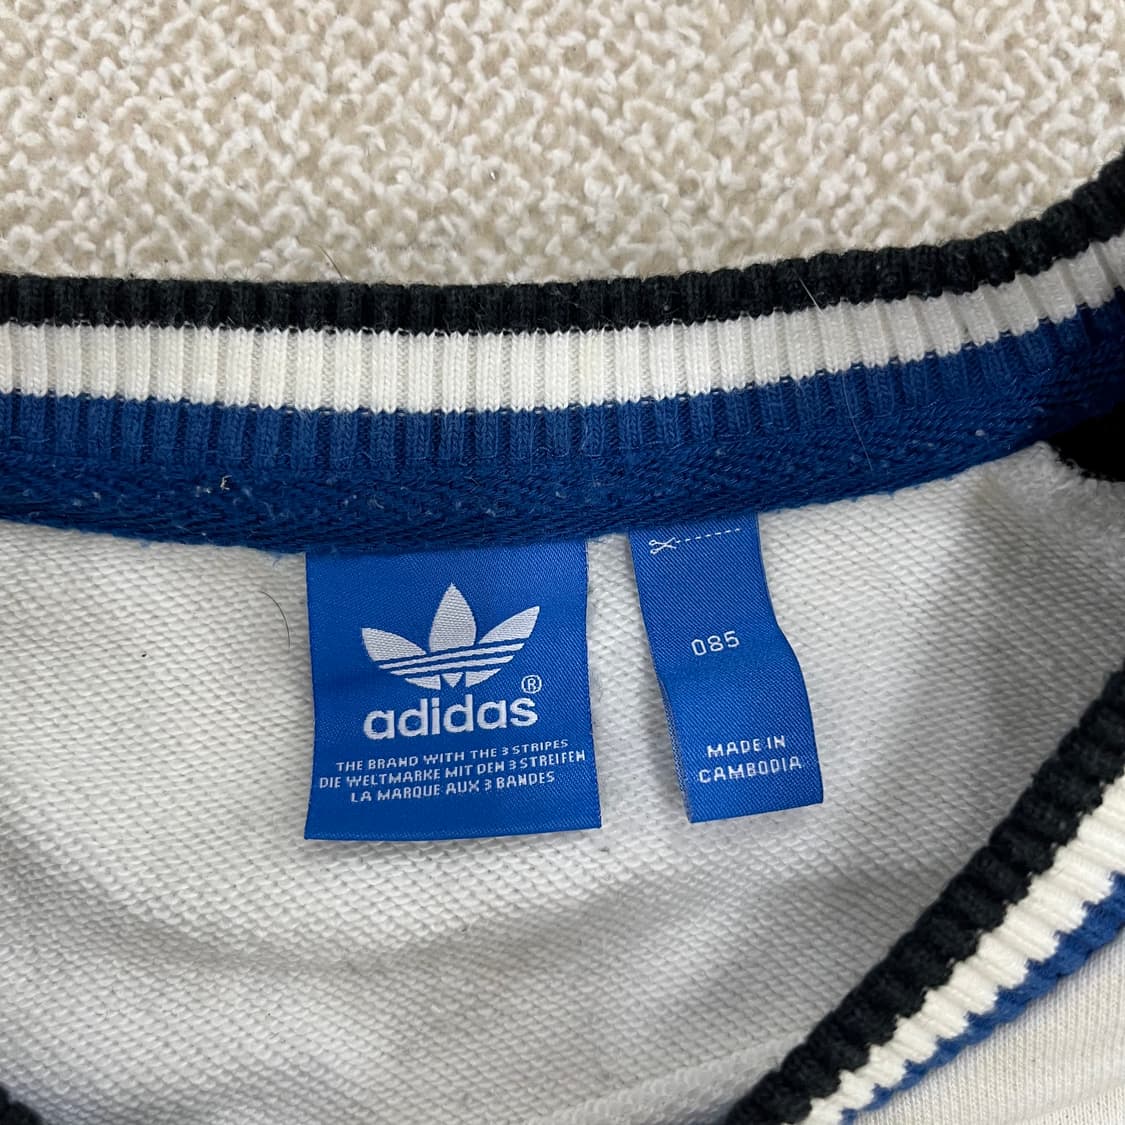 adidas®
THE BRAND WITH THE 3 STRIPES
DIE WELTMARKE MIT DEN 3 STREIFEN
LA MARQUE AUX 3 BANDES
085
MADE IN
CAMBODIA